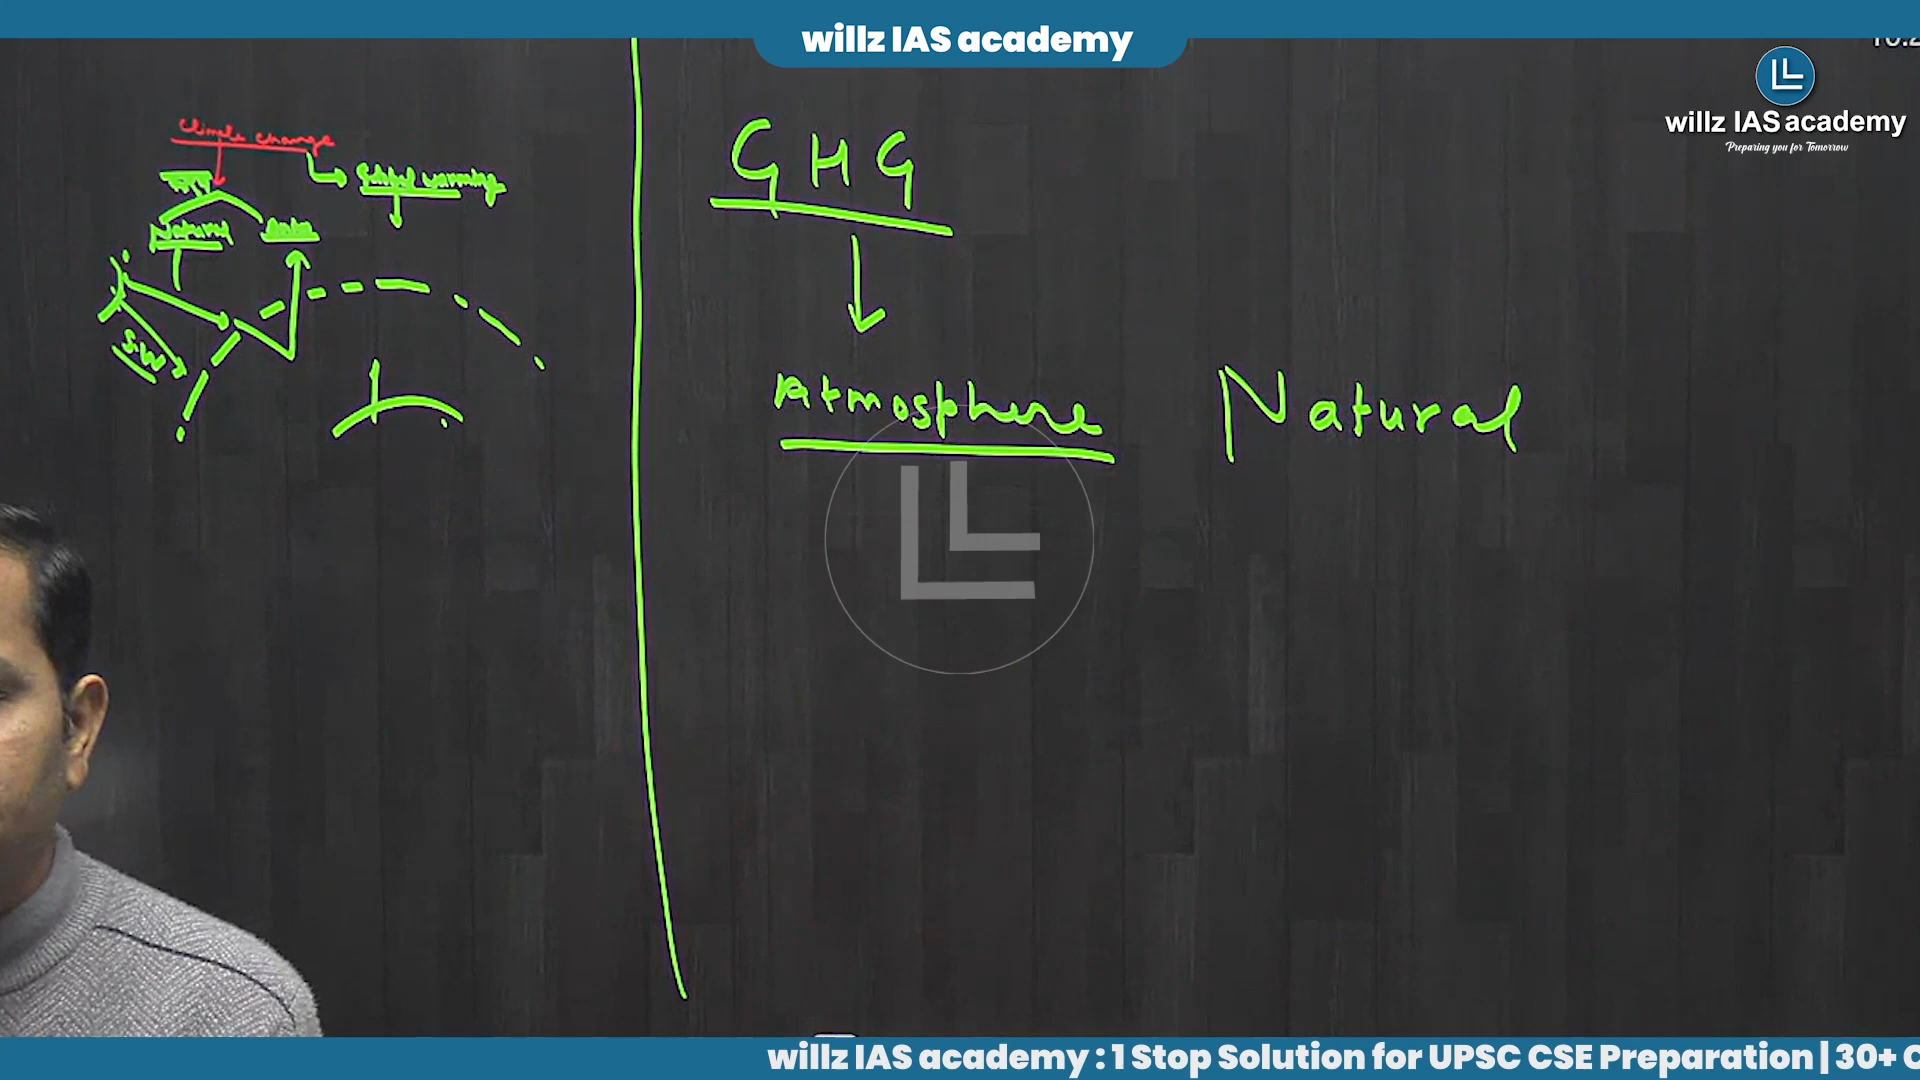 willz IAS academy
willz IAS academy
Preparing you for Tomorrow
Climate change
Global warming
Natural
S.W
GHG
Atmosphere
Natural
willz IAS academy : 1 Stop Solution for UPSC CSE Preparation | 30+ C